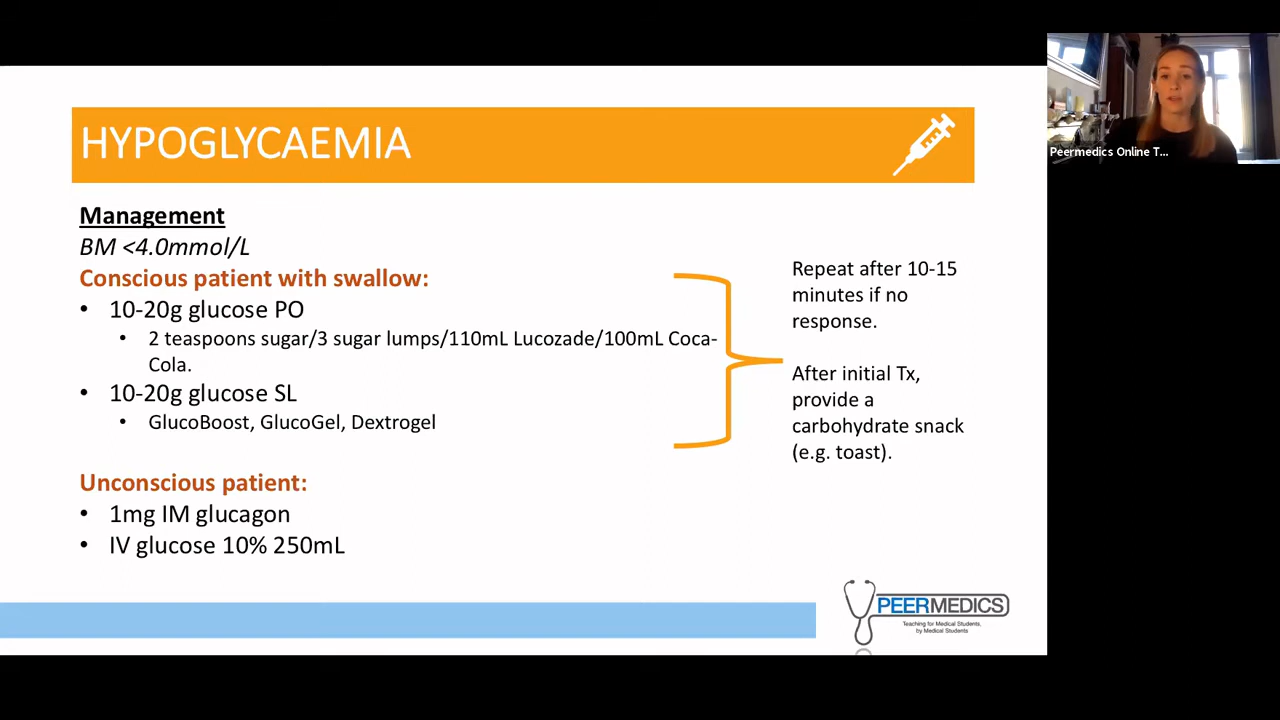 HYPOGLYCAEMIA
Management
BM <4.0mmol/L
Conscious patient with swallow:
• 10-20g glucose PO
• 2 teaspoons sugar/3 sugar lumps/110mL Lucozade/100mL Coca-
Cola.
• 10-20g glucose SL
• GlucoBoost, GlucoGel, Dextrogel
Unconscious patient:
• 1mg IM glucagon
• IV glucose 10% 250mL
Repeat after 10-15
minutes if no
response.
After initial Tx,
provide a
carbohydrate snack
(e.g. toast).
PEERMEDICS
Teaching for Medical Students,
by Medical Students
Peermedics Online T...